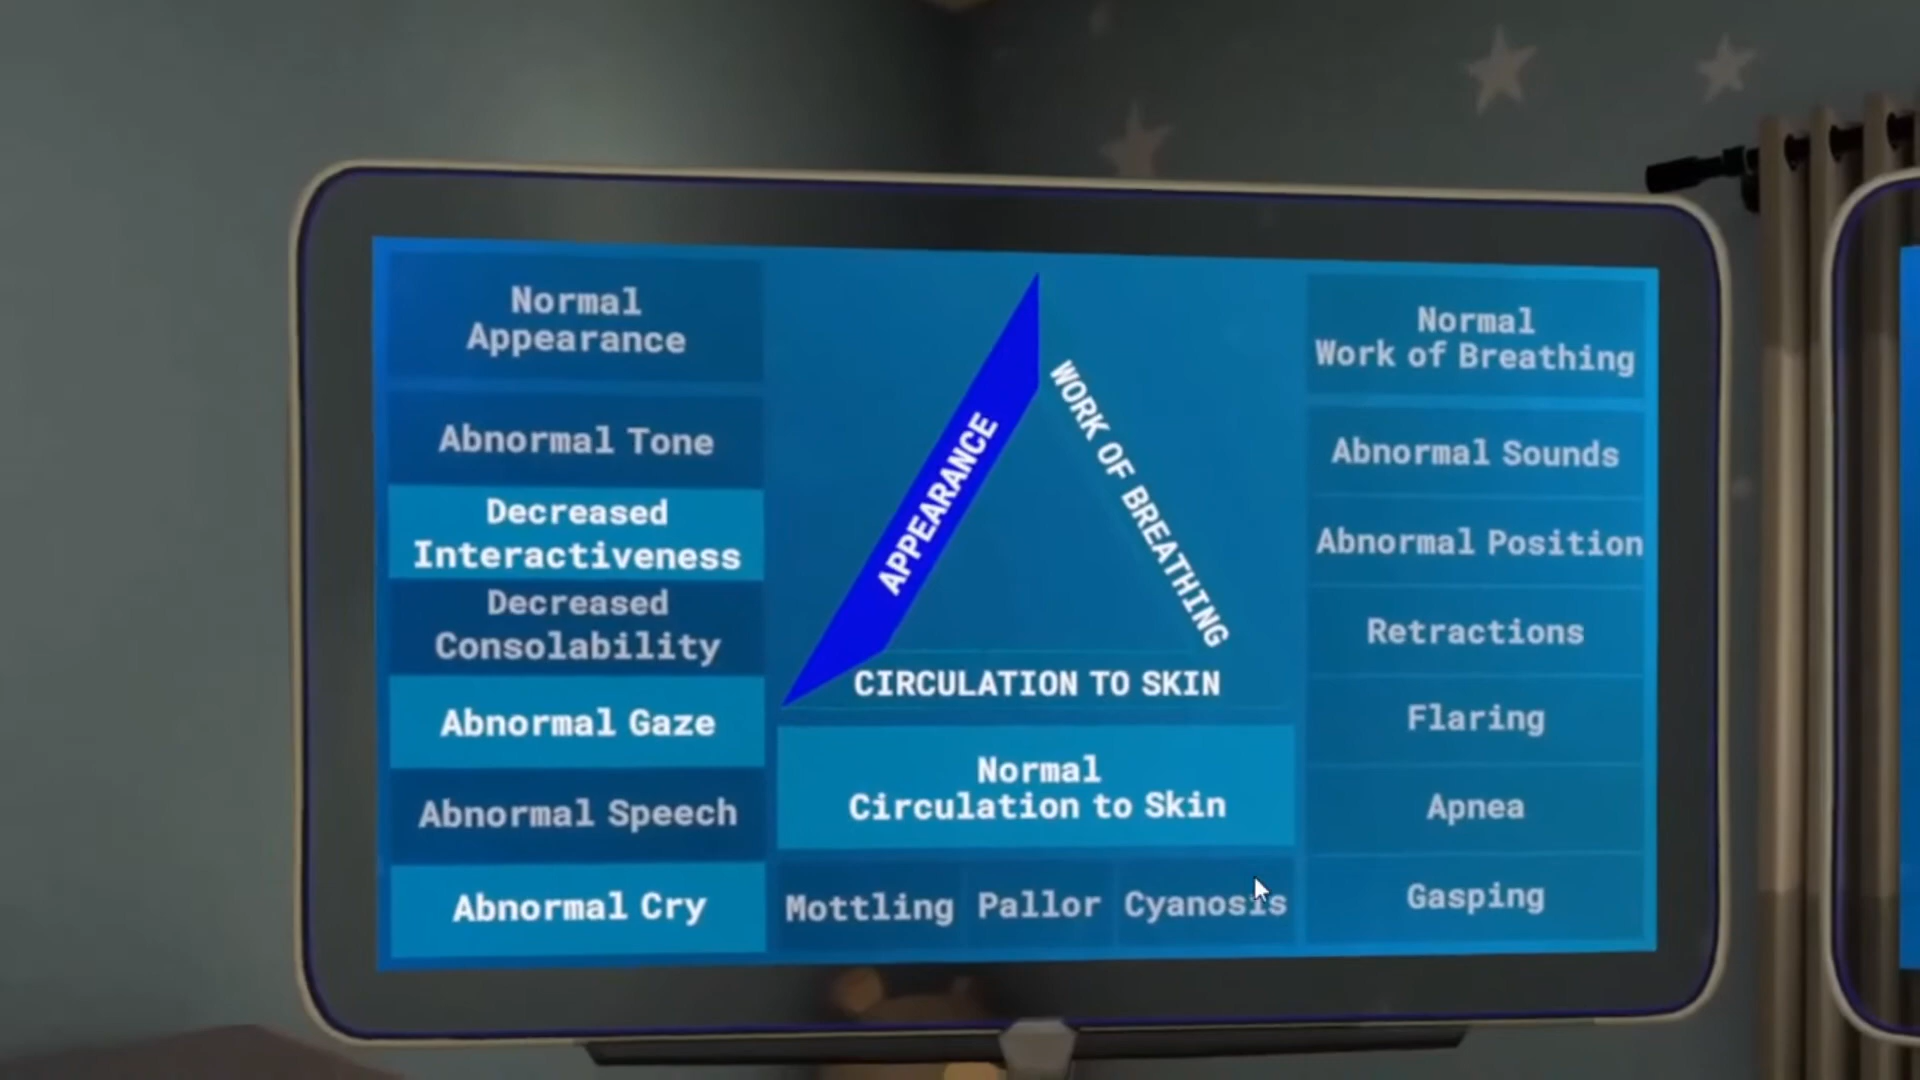 Normal
Appearance
Abnormal Tone
Decreased
Interactiveness
Decreased
Consolability
Abnormal Gaze
Abnormal Speech
Abnormal Cry
APPEARANCE
WORK OF BREATHING
CIRCULATION TO SKIN
Normal
Circulation to Skin
Mottling Pallor Cyanosis
Normal
Work of Breathing
Abnormal Sounds
Abnormal Position
Retractions
Flaring
Apnea
Gasping